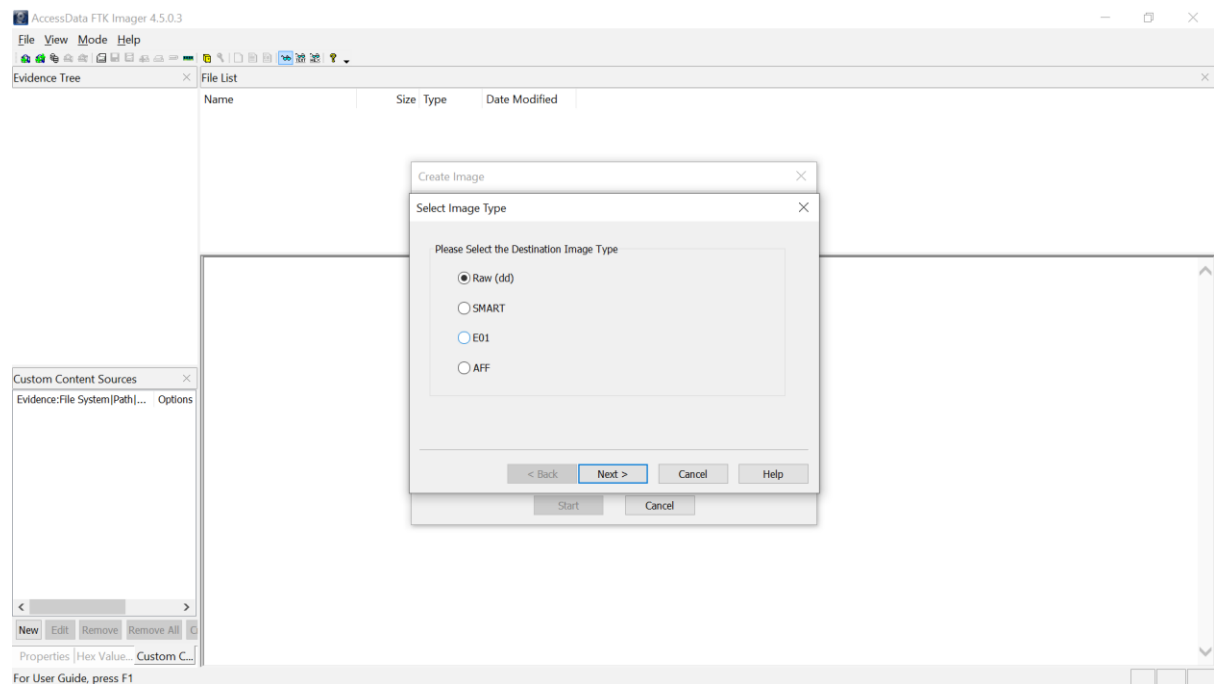 AccessData FTK Imager 4.5.0.3
File View Mode Help
Evidence Tree
File List
Name Size Type Date Modified
Create Image
Select Image Type
Please Select the Destination Image Type
Raw (dd)
SMART
E01
AFF
< Back Next > Cancel Help
Start Cancel
Custom Content Sources
Evidence:File System|Path|... Options
New Edit Remove Remove All C
Properties Hex Value... Custom C...
For User Guide, press F1